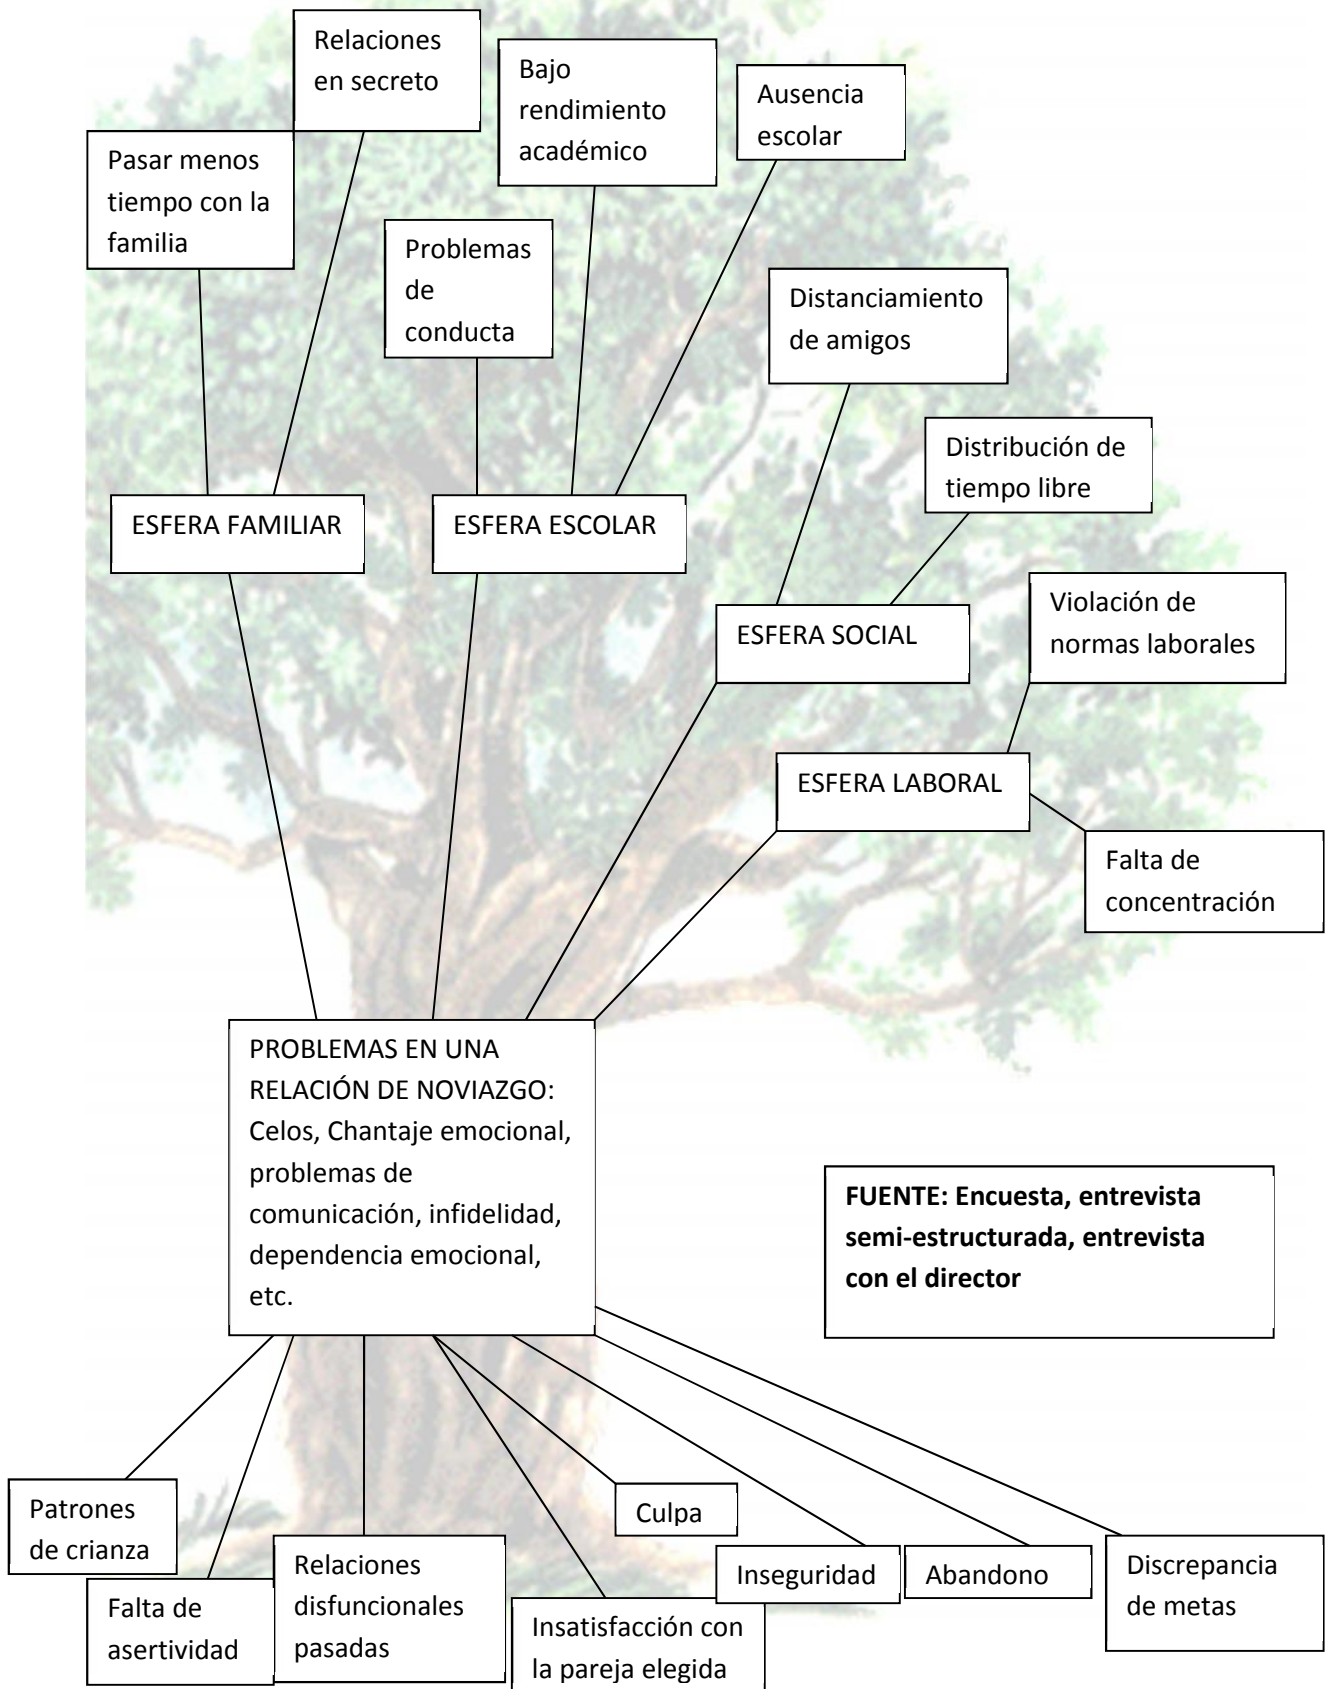 Relaciones
en secreto
Bajo
rendimiento
académico
Ausencia
escolar
Pasar menos
tiempo con la
familia
Problemas
de
conducta
Distanciamiento
de amigos
Distribución de
tiempo libre
ESFERA FAMILIAR
ESFERA ESCOLAR
ESFERA SOCIAL
Violación de
normas laborales
ESFERA LABORAL
Falta de
concentración
PROBLEMAS EN UNA
RELACIÓN DE NOVIAZGO:
Celos, Chantaje emocional,
problemas de
comunicación, infidelidad,
dependencia emocional,
etc.
FUENTE: Encuesta, entrevista
semi-estructurada, entrevista
con el director
Patrones
de crianza
Falta de
asertividad
Relaciones
disfuncionales
pasadas
Insatisfacción con
la pareja elegida
Culpa
Inseguridad
Abandono
Discrepancia
de metas